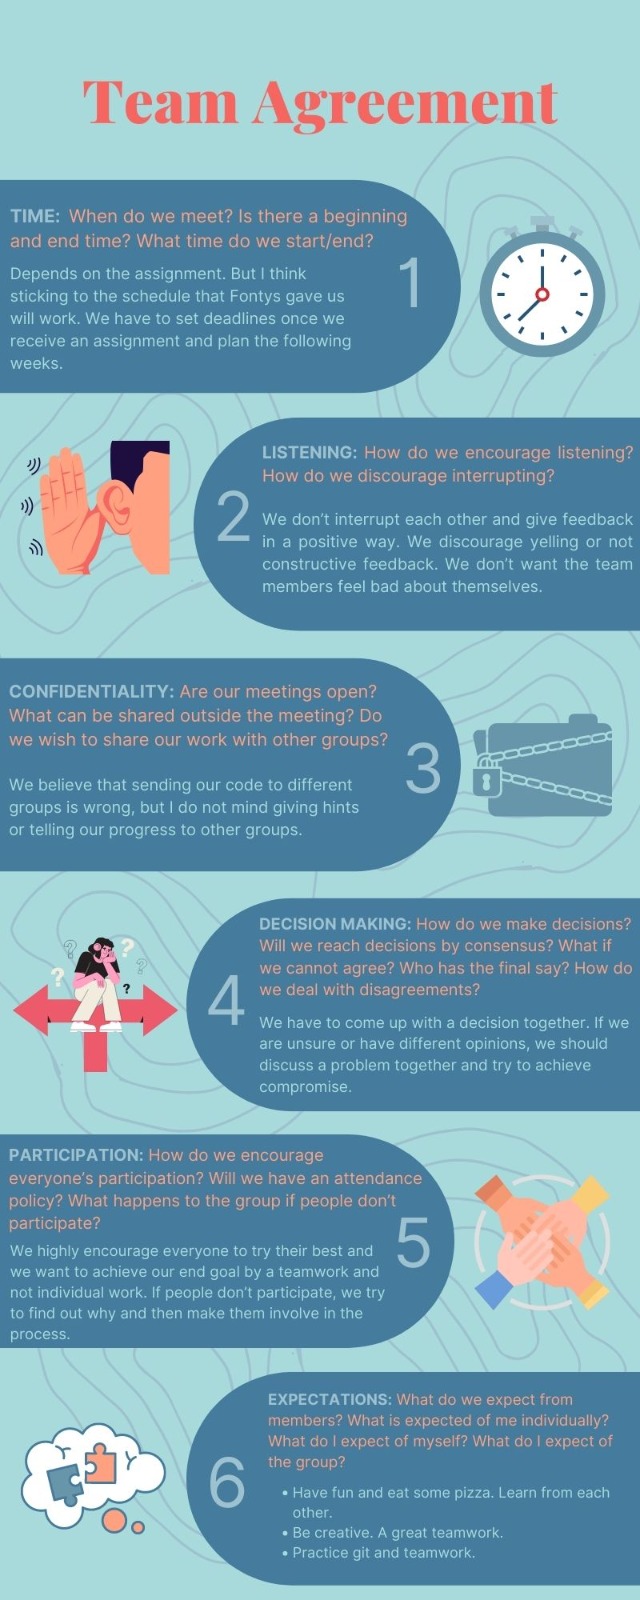 Team Agreement
TIME: When do we meet? Is there a beginning
and end time? What time do we start/end?
Depends on the assignment. But I think
sticking to the schedule that Fontys gave us
will work. We have to set deadlines once we
receive an assignment and plan the following
weeks.
1
LISTENING: How do we encourage listening?
How do we discourage interrupting?
2
We don't interrupt each other and give feedback
in a positive way. We discourage yelling or not
constructive feedback. We don't want the team
members feel bad about themselves.
CONFIDENTIALITY: Are our meetings open?
What can be shared outside the meeting? Do
we wish to share our work with other groups?
3
We believe that sending our code to different
groups is wrong, but I do not mind giving hints
or telling our progress to other groups.
DECISION MAKING: How do we make decisions?
Will we reach decisions by consensus? What if
we cannot agree? Who has the final say? How do
we deal with disagreements?
? ? ? ? ?
4
We have to come up with a decision together. If we
are unsure or have different opinions, we should
discuss a problem together and try to achieve
compromise.
PARTICIPATION: How do we encourage
everyone's participation? Will we have an attendance
policy? What happens to the group if people don't
participate?
5
We highly encourage everyone to try their best and
we want to achieve our end goal by a teamwork and
not individual work. If people don't participate, we try
to find out why and then make them involve in the
process.
EXPECTATIONS: What do we expect from
members? What is expected of me individually?
What do I expect of myself? What do I expect of
the group?
6
• Have fun and eat some pizza. Learn from each
other.
• Be creative. A great teamwork.
• Practice git and teamwork.